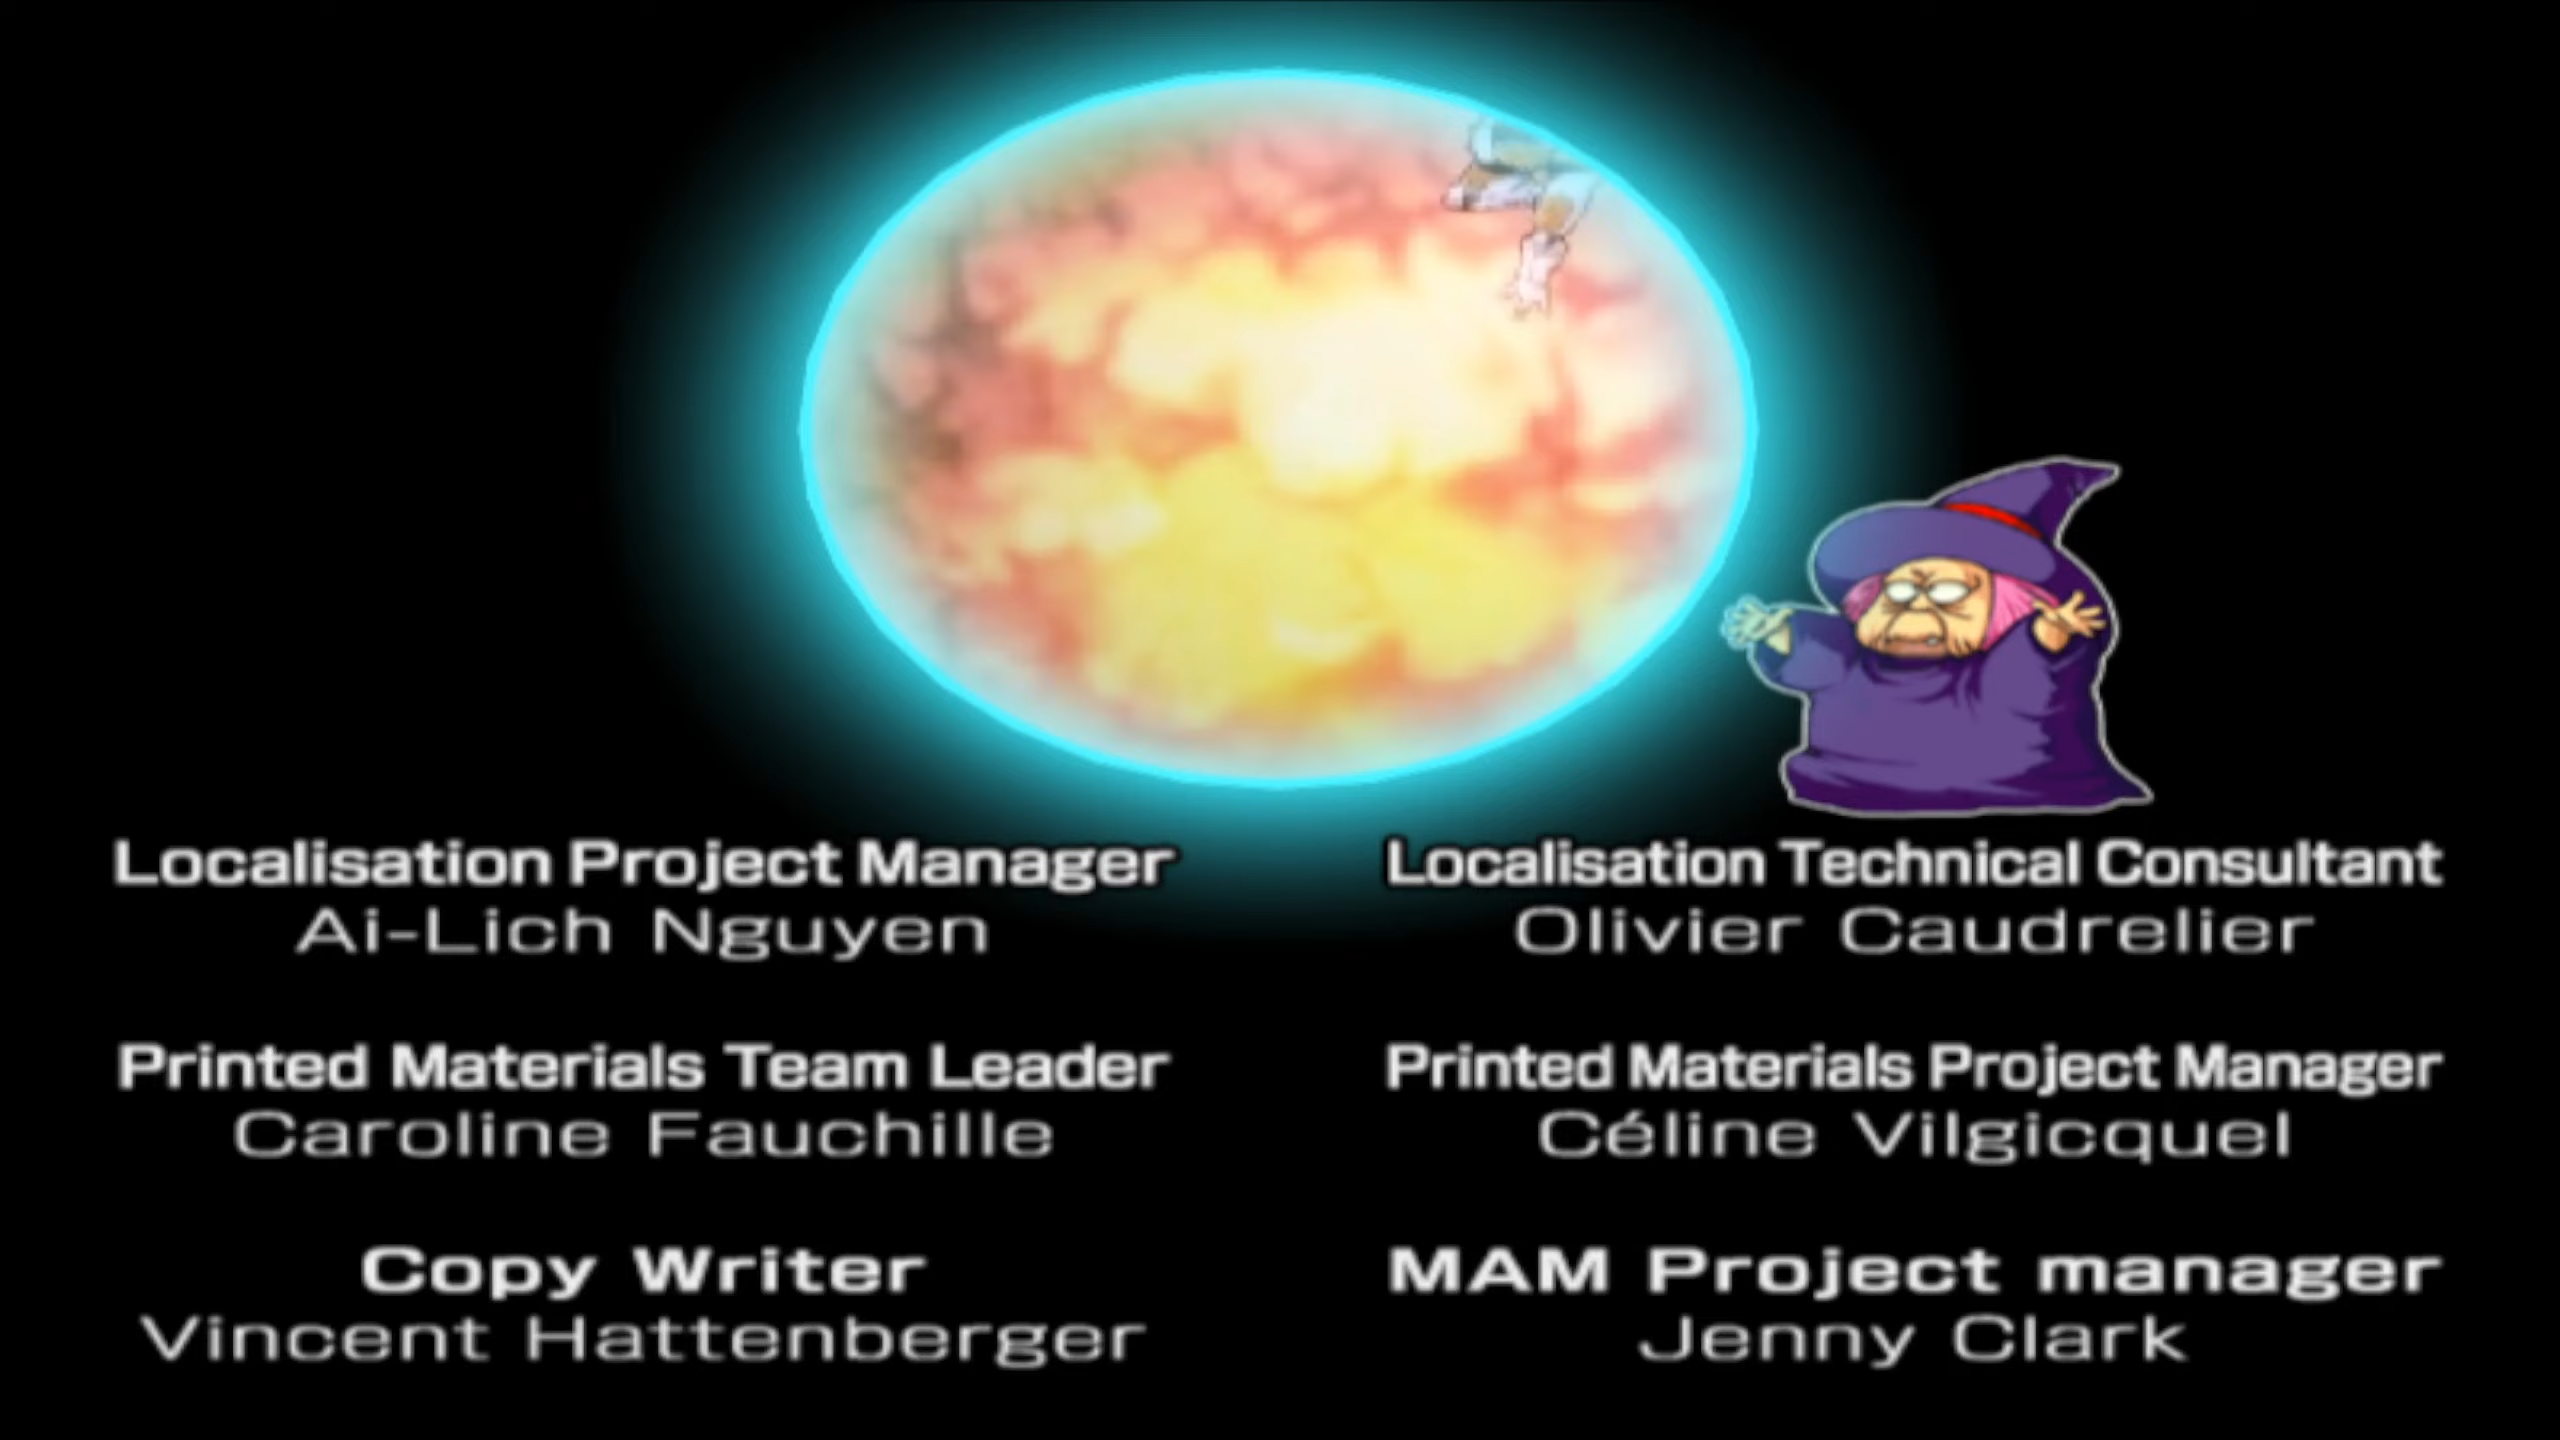 Localisation Project Manager
Ai-Lich Nguyen
Localisation Technical Consultant
Olivier Caudrelier
Printed Materials Team Leader
Caroline Fauchille
Printed Materials Project Manager
Céline Vilgicquel
Copy Writer
Vincent Hattenberger
MAM Project manager
Jenny Clark